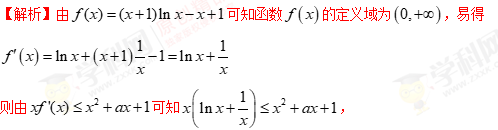 【解析】由 f(x)=(x+1)ln x-x+1 可知函数 f(x) 的定义域为 (0,+∞)，易得
f′(x)=ln x+(x+1)1/x-1=ln x+1/x
则由 xf'(x)≤x²+ax+1 可知 x(ln x+1/x)≤x²+ax+1，